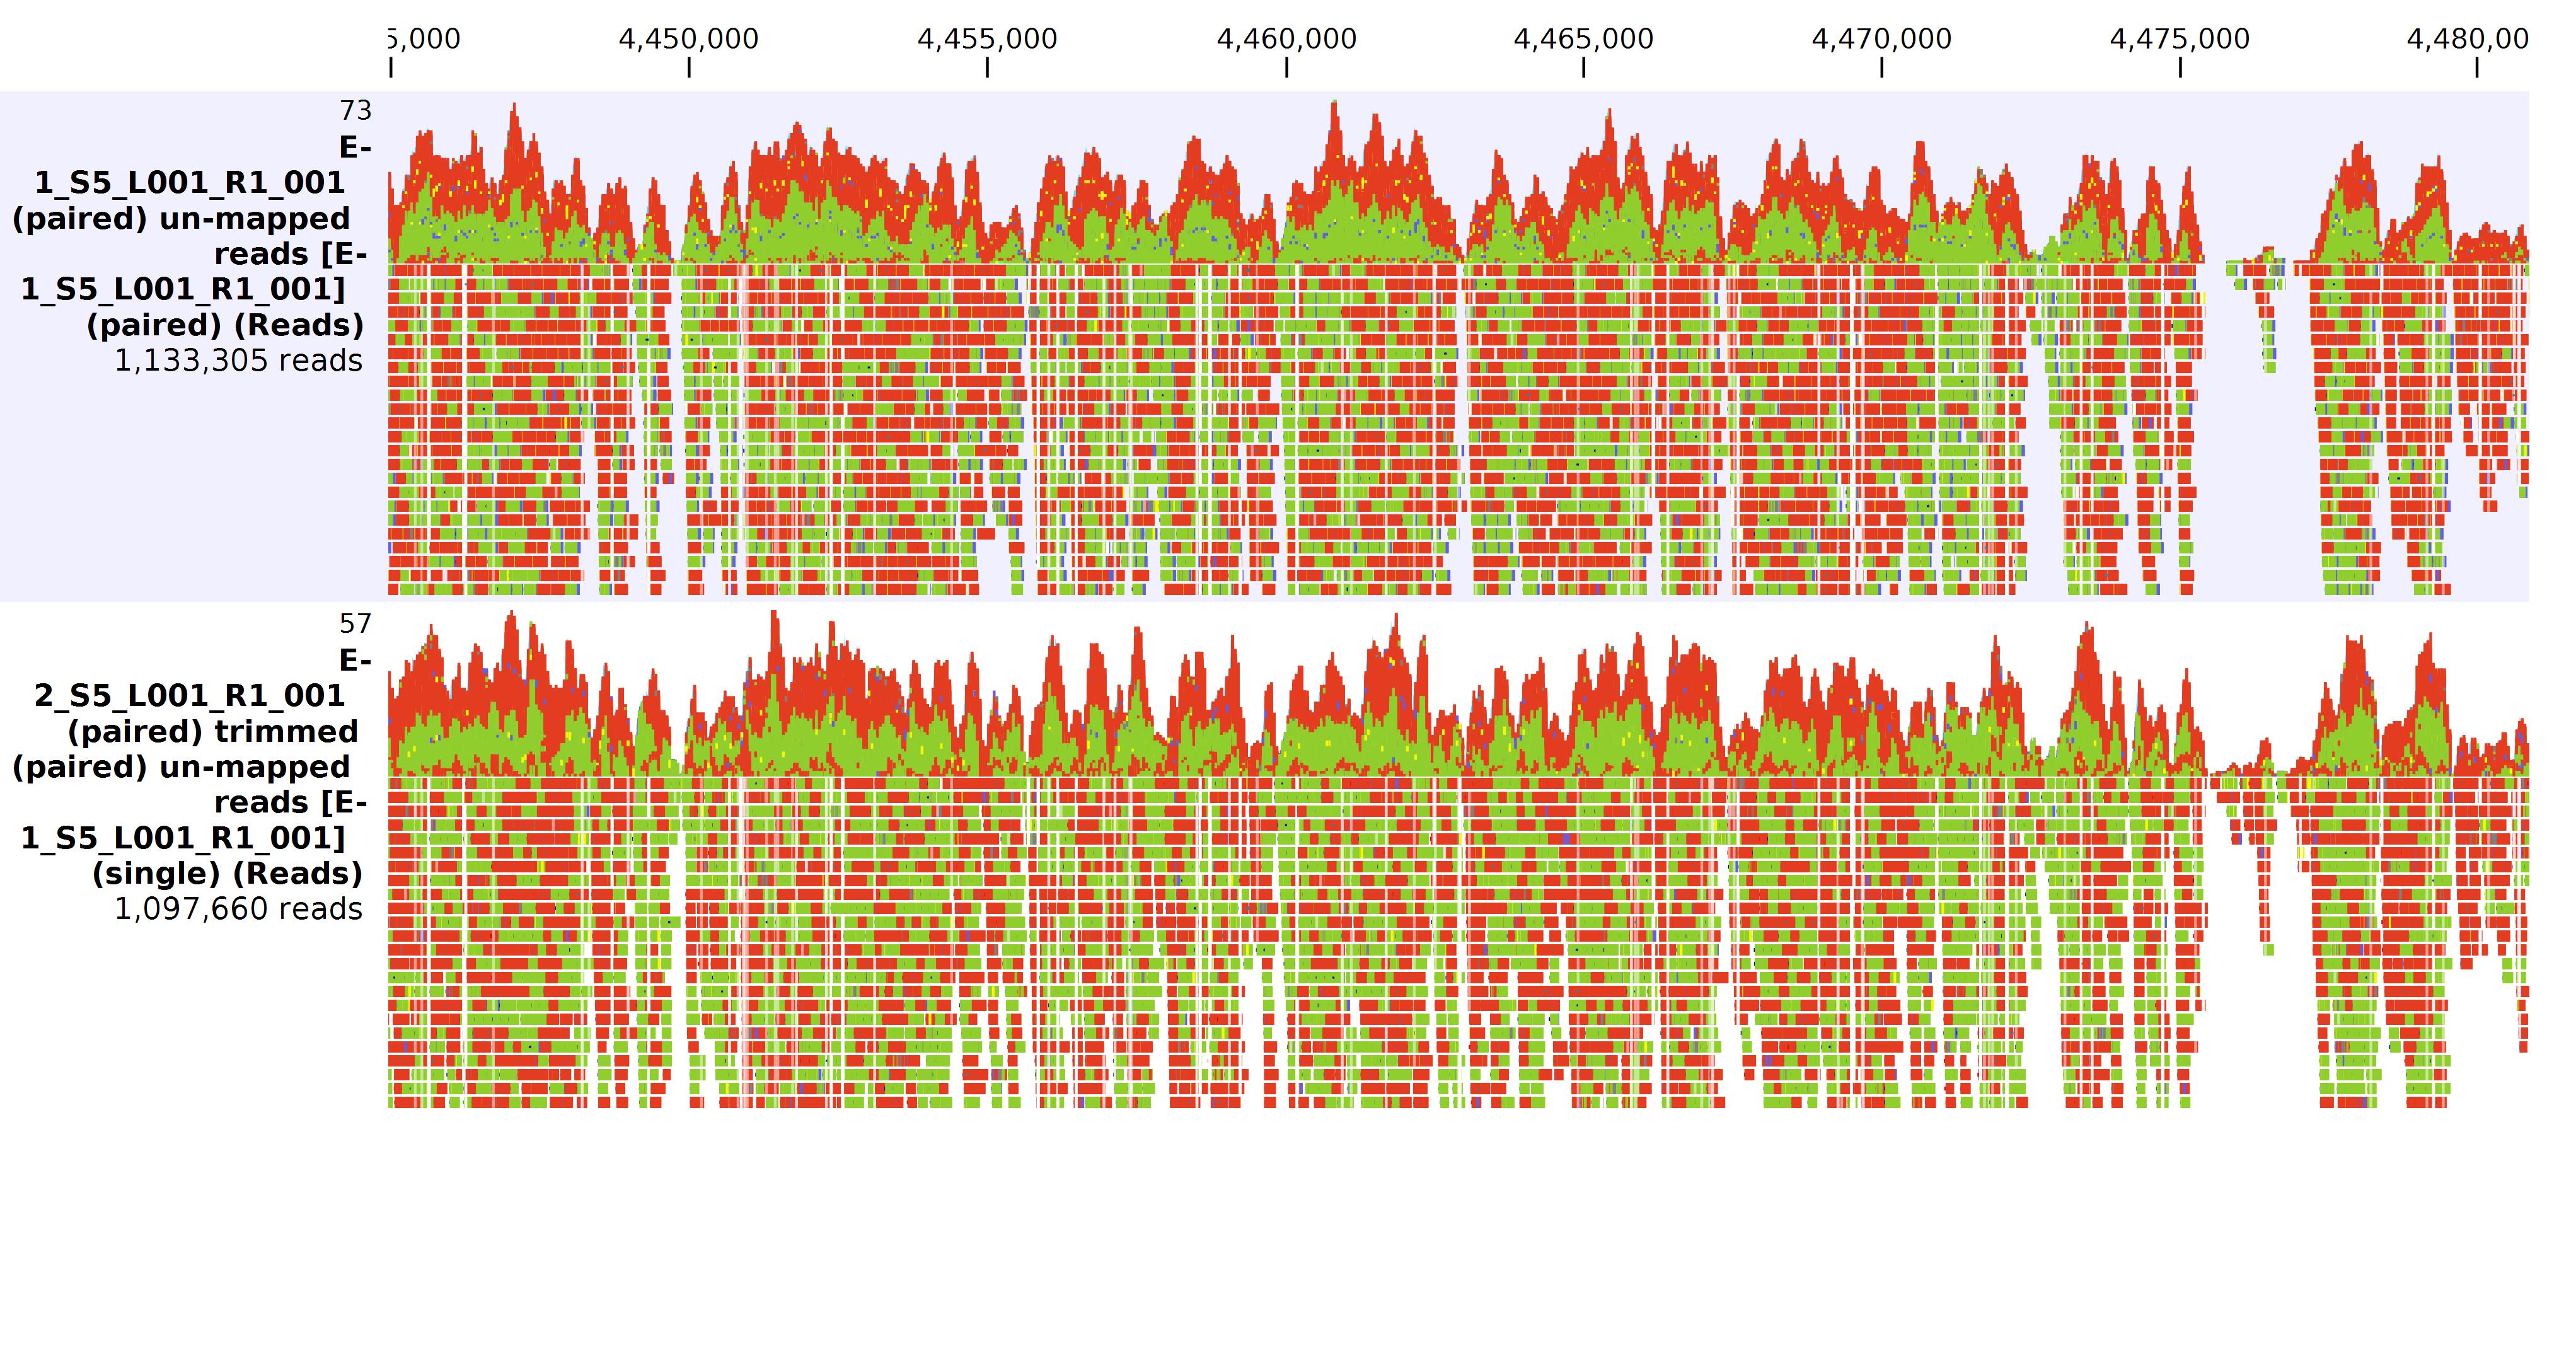 5,000 4,450,000 4,455,000 4,460,000 4,465,000 4,470,000 4,475,000 4,480,00
73
E-
1_S5_L001_R1_001
(paired) un-mapped
reads [E-
1_S5_L001_R1_001]
(paired) (Reads)
1,133,305 reads
57
E-
2_S5_L001_R1_001
(paired) trimmed
(paired) un-mapped
reads [E-
1_S5_L001_R1_001]
(single) (Reads)
1,097,660 reads